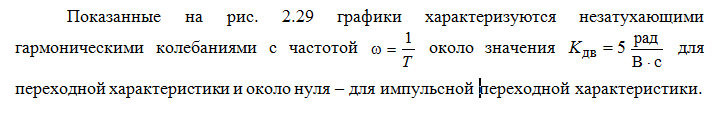 Показанные на рис. 2.29 графики характеризуются незатухающими
гармоническими колебаниями с частотой ω = 1/T около значения K_дв = 5 рад/(В · с) для
переходной характеристики и около нуля – для импульсной переходной характеристики.